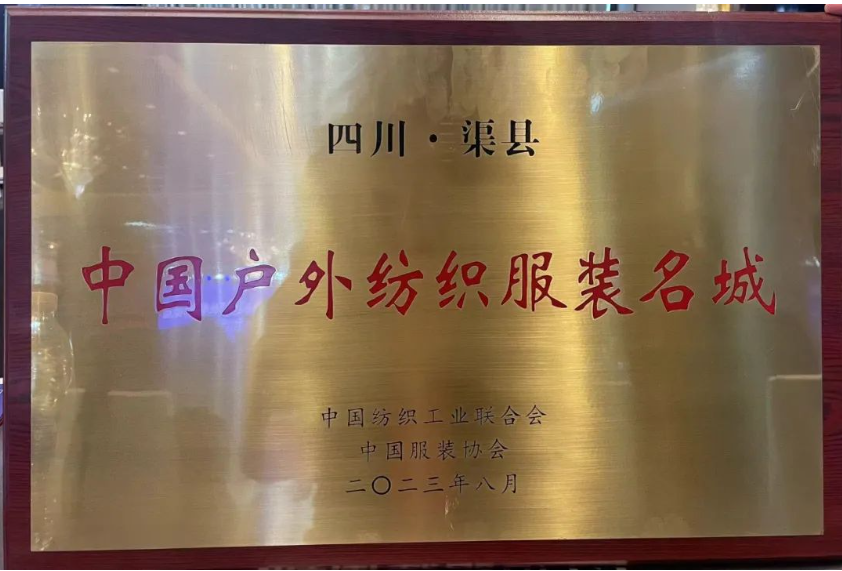 四川·渠县
中国户外纺织服装名城
中国纺织工业联合会
中国服装协会
二〇二三年八月